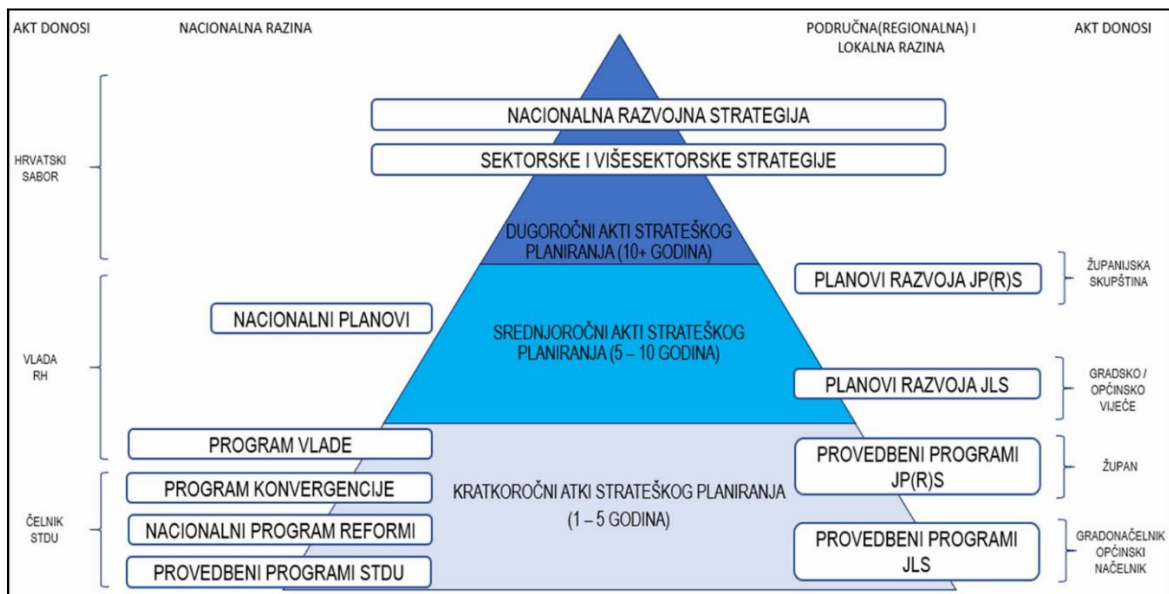 AKT DONOSI
NACIONALNA RAZINA
PODRUČNA(REGIONALNA) I
LOKALNA RAZINA
AKT DONOSI
NACIONALNA RAZVOJNA STRATEGIJA
SEKTORSKE I VIŠESEKTORSKE STRATEGIJE
HRVATSKI
SABOR
DUGOROČNI AKTI STRATEŠKOG
PLANIRANJA (10+ GODINA)
PLANOVI RAZVOJA JP(R)S
ŽUPANIJSKA
SKUPŠTINA
NACIONALNI PLANOVI
SREDNJOROČNI AKTI STRATEŠKOG
PLANIRANJA (5 – 10 GODINA)
VLADA
RH
PLANOVI RAZVOJA JLS
GRADSKO /
OPĆINSKO
VIJEĆE
PROGRAM VLADE
PROVEDBENI PROGRAMI
JP(R)S
ŽUPAN
PROGRAM KONVERGENCIJE
KRATKOROČNI ATKI STRATEŠKOG PLANIRANJA
(1 – 5 GODINA)
ČELNIK
STDU
NACIONALNI PROGRAM REFORMI
PROVEDBENI PROGRAMI
JLS
GRADONAČELNIK
OPĆINSKI
NAČELNIK
PROVEDBENI PROGRAMI STDU